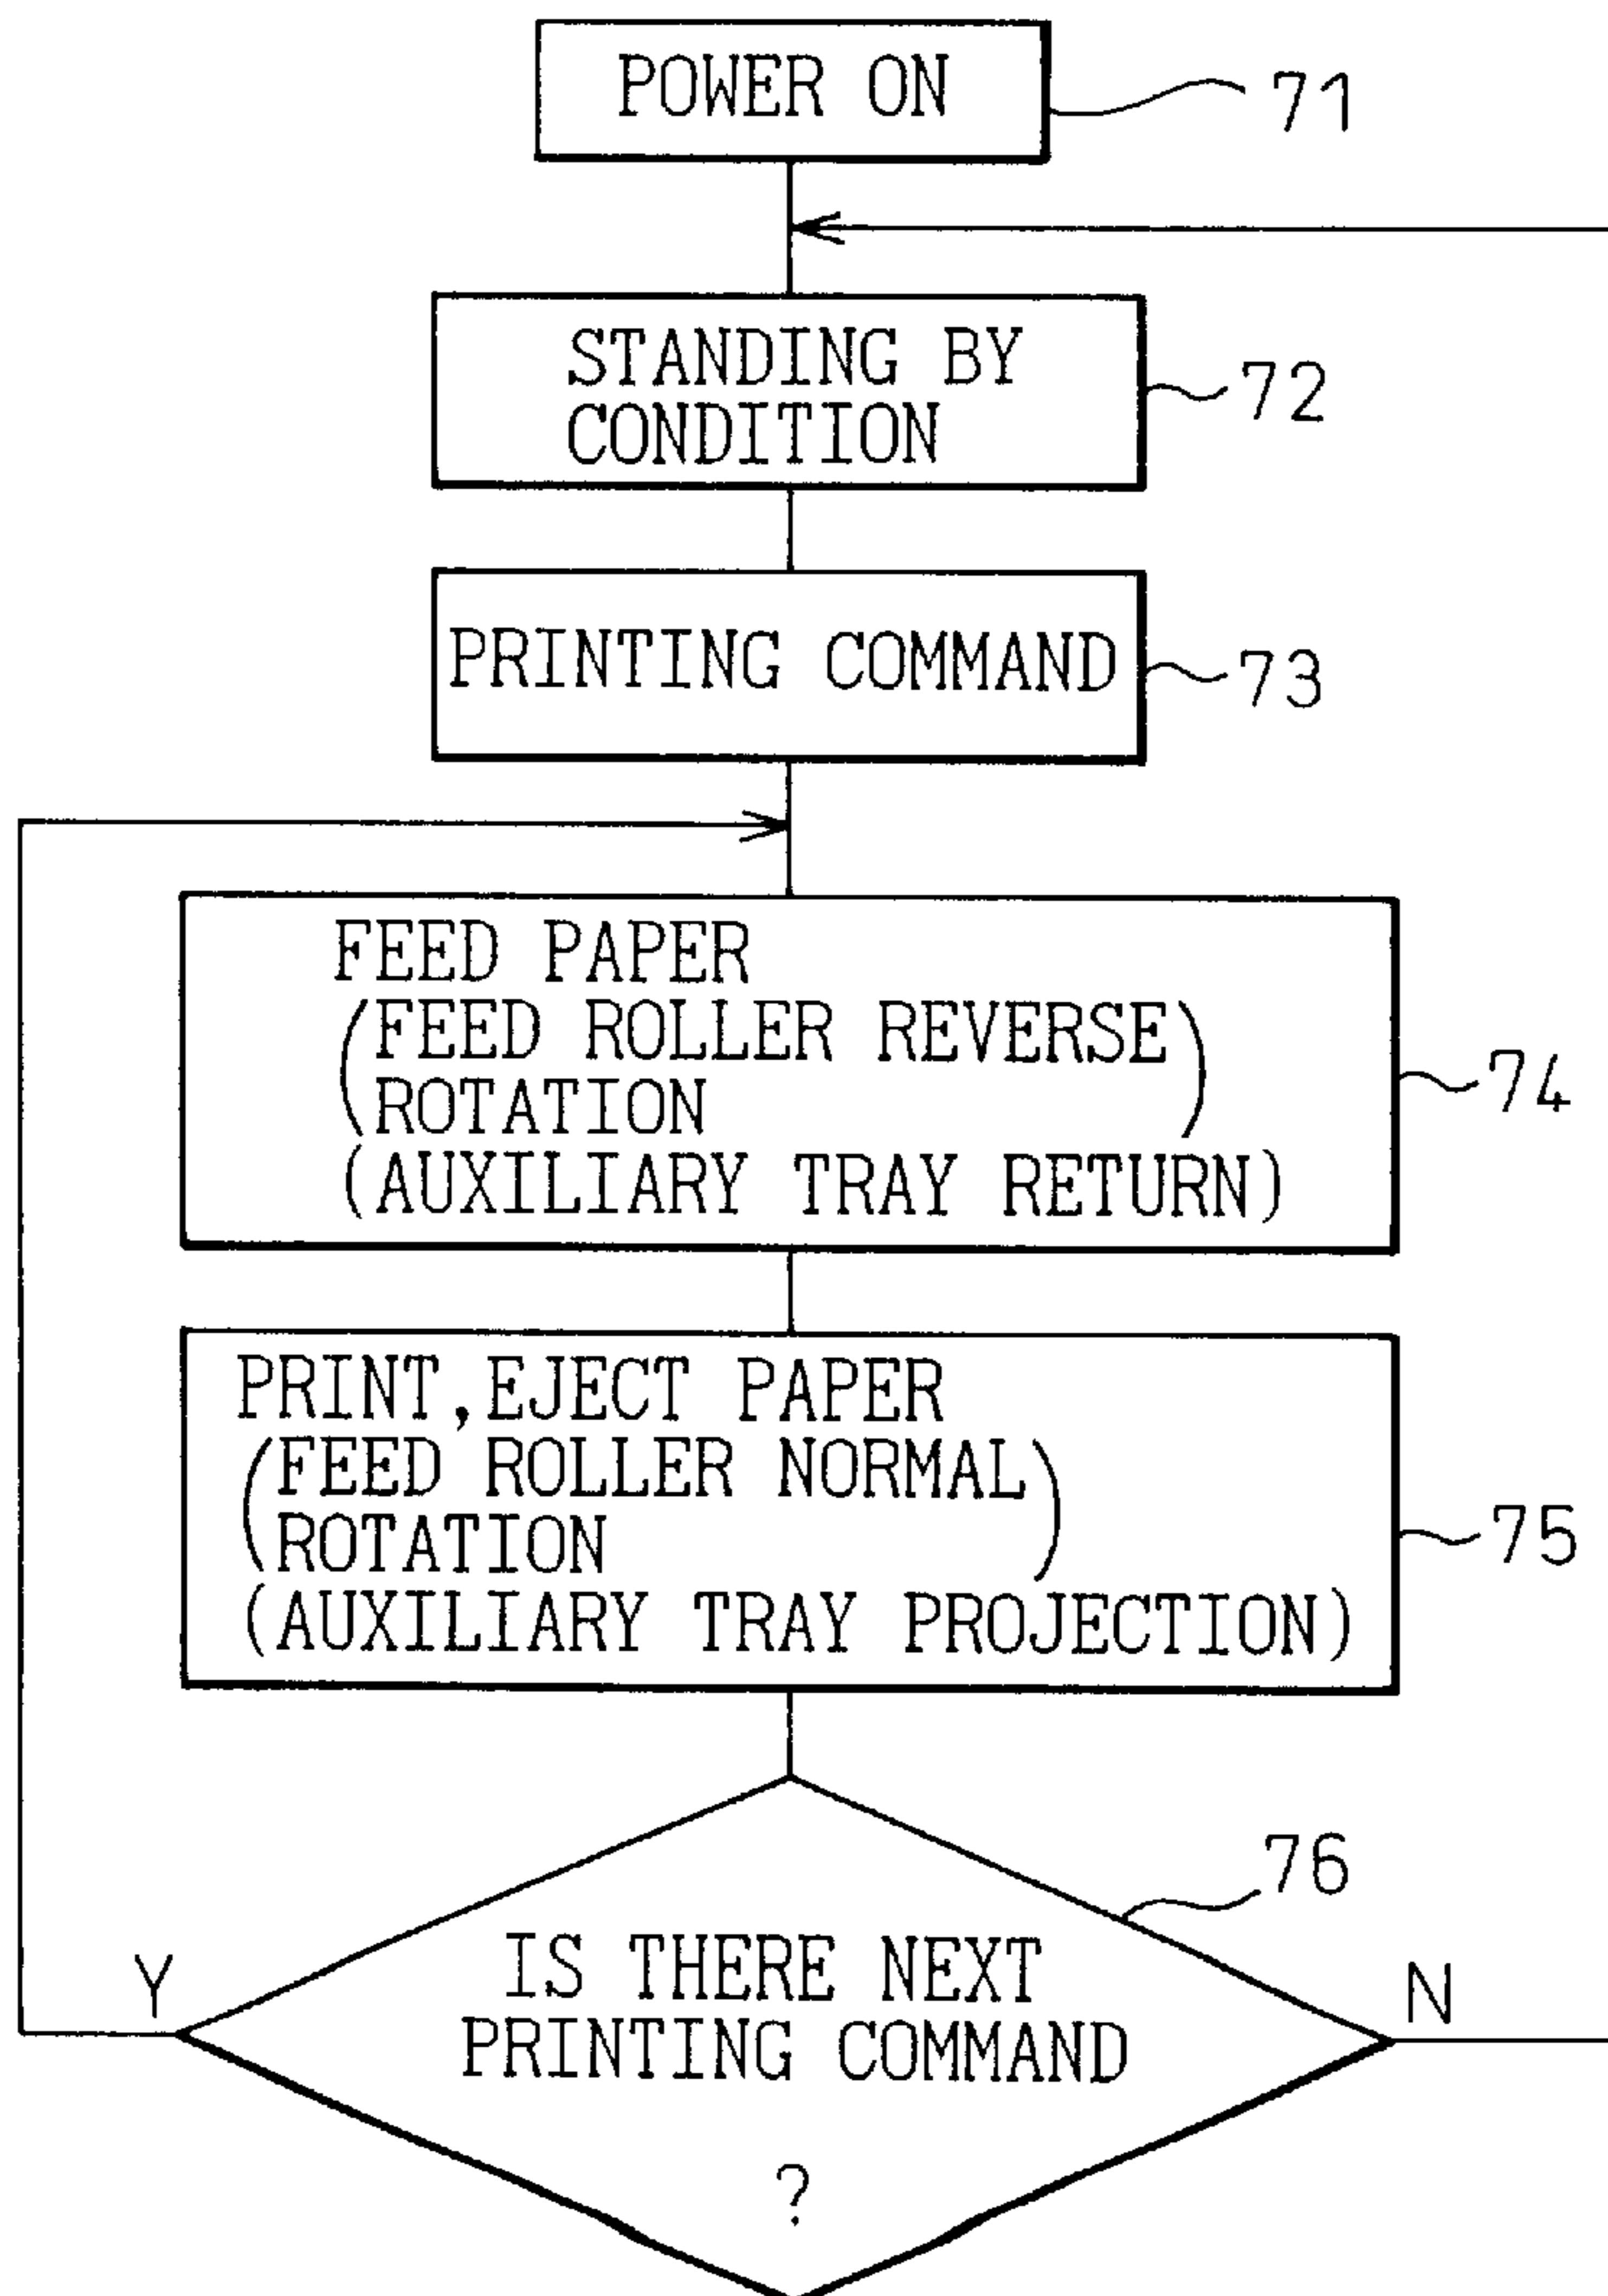 POWER ON
71
STANDING BY
CONDITION
72
PRINTING COMMAND
73
FEED PAPER
(FEED ROLLER REVERSE)
ROTATION
(AUXILIARY TRAY RETURN)
74
PRINT,EJECT PAPER
(FEED ROLLER NORMAL)
ROTATION
(AUXILIARY TRAY PROJECTION)
75
76
Y
IS THERE NEXT
PRINTING COMMAND
?
N